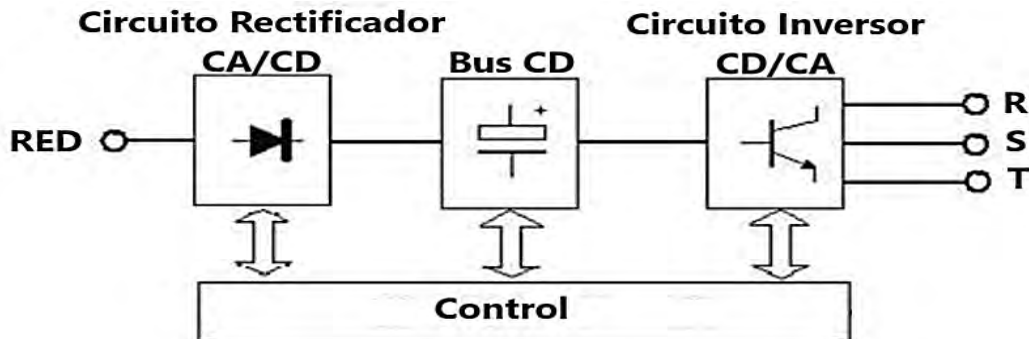 Circuito Rectificador
CA/CD
Bus CD
Circuito Inversor
CD/CA
RED
R
S
T
Control